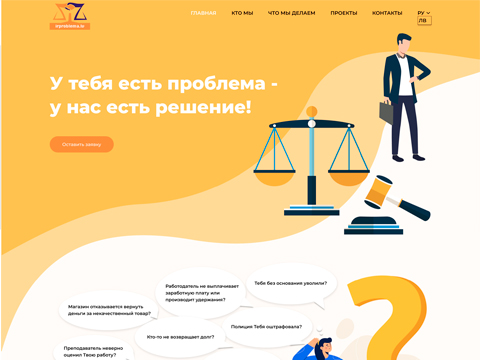 irproblema.lv
ГЛАВНАЯ
КТО МЫ
ЧТО МЫ ДЕЛАЕМ
ПРОЕКТЫ
КОНТАКТЫ
РУ
ЛВ
У тебя есть проблема -
у нас есть решение!
Оставить заявку
Работодатель не выплачивает
заработную плату или
производит удержания?
Тебя без основания уволили?
Магазин отказывается вернуть
деньги за некачественный товар?
Кто-то не возвращает долг?
Полиция Тебя оштрафовала?
Преподаватель неверно
оценил Твою работу?